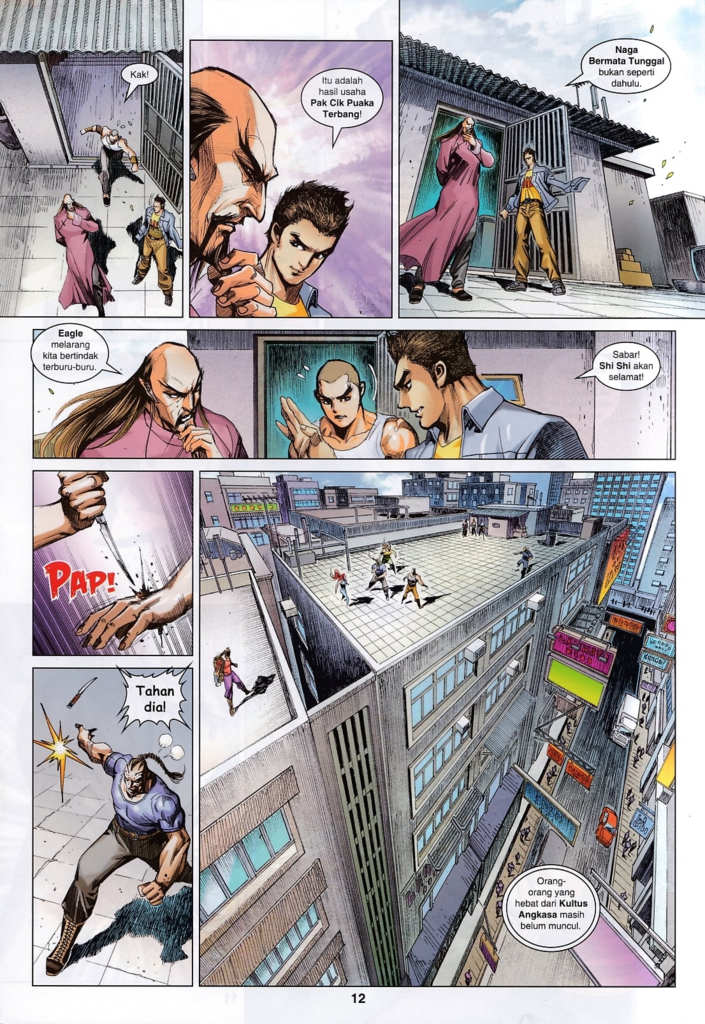 Kak!
Itu adalah
hasil usaha
Pak Cik Puaka
Terbang!
Naga
Bermata Tunggal
bukan seperti
dahulu.
Eagle
melarang
kita bertindak
terburu-buru.
Sabar!
Shi Shi akan
selamat!
PAP!
Tahan
dia!
Orang-
orang yang
hebat dari Kultus
Angkasa masih
belum muncul.
12